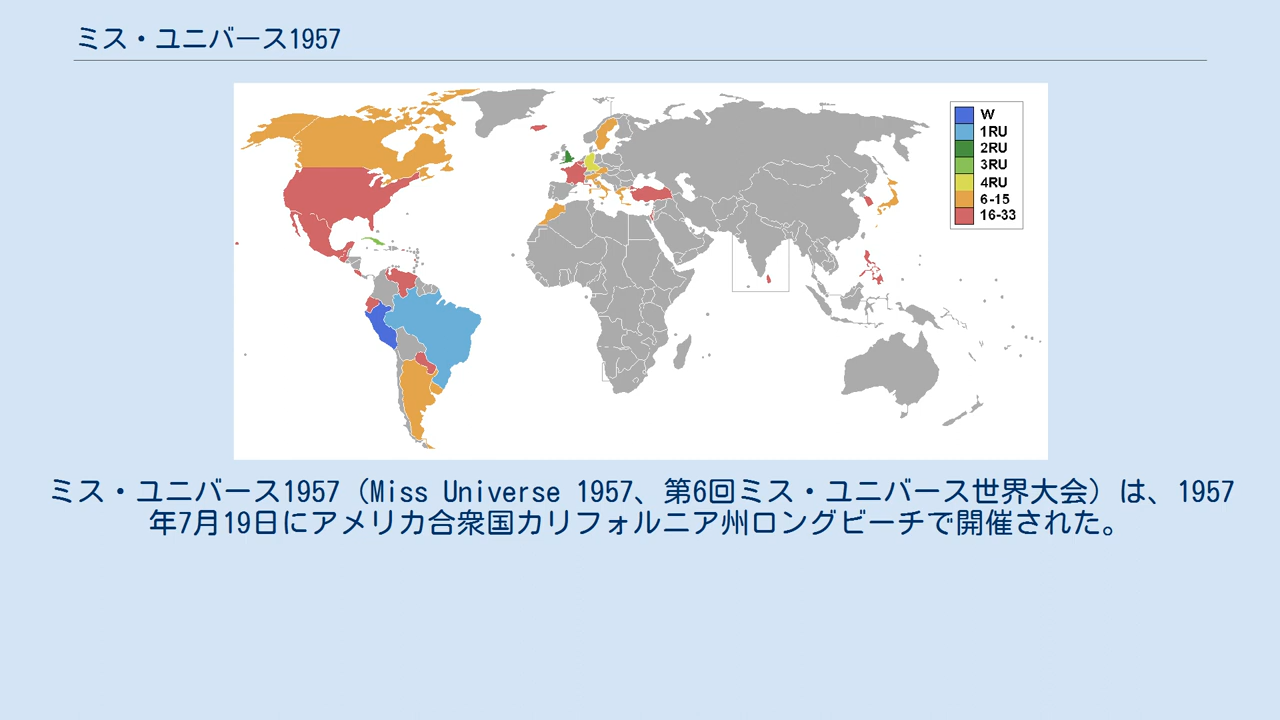 ミス・ユニバース1957
W
1RU
2RU
3RU
4RU
6-15
16-33
ミス・ユニバース1957（Miss Universe 1957、第6回ミス・ユニバース世界大会）は、1957
年7月19日にアメリカ合衆国カリフォルニア州ロングビーチで開催された。